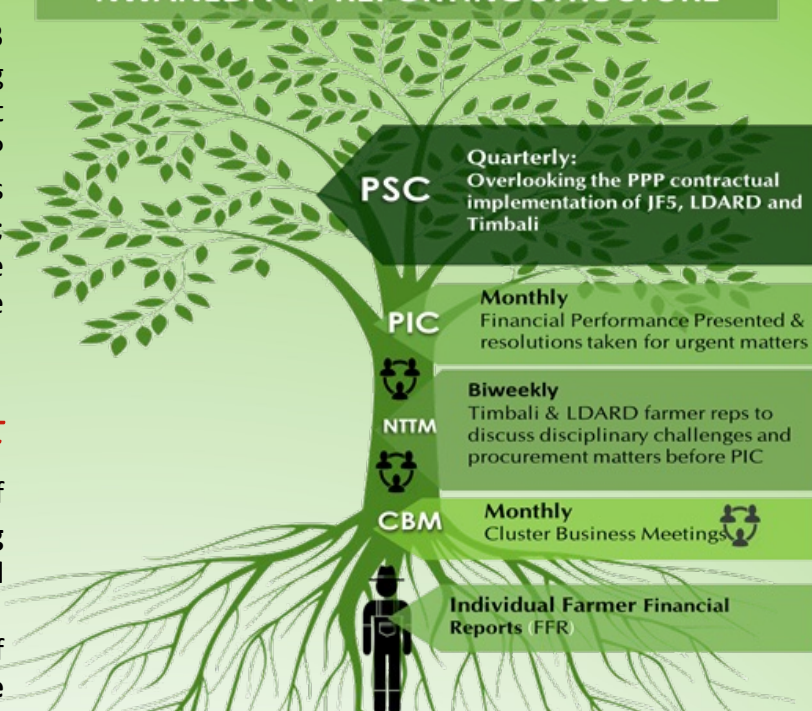 PSC
Quarterly:
Overlooking the PPP contractual
implementation of JF5, LDARD and
Timbali
PIC
Monthly
Financial Performance Presented &
resolutions taken for urgent matters
NTTM
Biweekly
Timbali & LDARD farmer reps to
discuss disciplinary challenges and
procurement matters before PIC
CBM
Monthly
Cluster Business Meetings
Individual Farmer Financial
Reports (FFR)